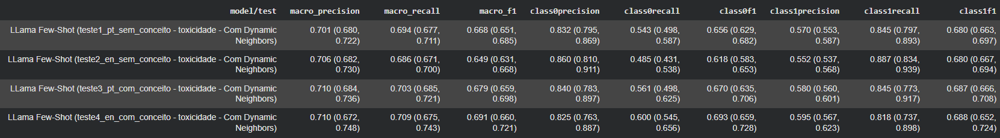 model/test macro_precision macro_recall macro_f1 class0precision class0recall class0f1 class1precision class1recall class1f1
LLama Few-Shot (teste1_pt_sem_conceito - toxicidade - Com Dynamic 0.701 (0.680, 0.694 (0.677, 0.668 (0.651, 0.832 (0.795, 0.543 (0.498, 0.656 (0.629, 0.570 (0.553, 0.845 (0.797, 0.680 (0.663,
Neighbors) 0.722) 0.711) 0.685) 0.869) 0.587) 0.682) 0.587) 0.893) 0.697)
LLama Few-Shot (teste2_en_sem_conceito - toxicidade - Com Dynamic 0.706 (0.682, 0.686 (0.671, 0.649 (0.631, 0.860 (0.810, 0.485 (0.431, 0.618 (0.583, 0.552 (0.537, 0.887 (0.834, 0.680 (0.667,
Neighbors) 0.730) 0.700) 0.668) 0.911) 0.538) 0.653) 0.568) 0.939) 0.694)
LLama Few-Shot (teste3_pt_com_conceito - toxicidade - Com Dynamic 0.710 (0.684, 0.703 (0.685, 0.679 (0.659, 0.840 (0.783, 0.561 (0.498, 0.670 (0.635, 0.580 (0.560, 0.845 (0.773, 0.687 (0.666,
Neighbors) 0.736) 0.721) 0.698) 0.897) 0.625) 0.706) 0.601) 0.917) 0.708)
LLama Few-Shot (teste4_en_com_conceito - toxicidade - Com Dynamic 0.710 (0.672, 0.709 (0.675, 0.691 (0.660, 0.825 (0.763, 0.600 (0.545, 0.693 (0.659, 0.595 (0.567, 0.818 (0.737, 0.688 (0.652,
Neighbors) 0.748) 0.743) 0.721) 0.887) 0.656) 0.728) 0.623) 0.898) 0.724)